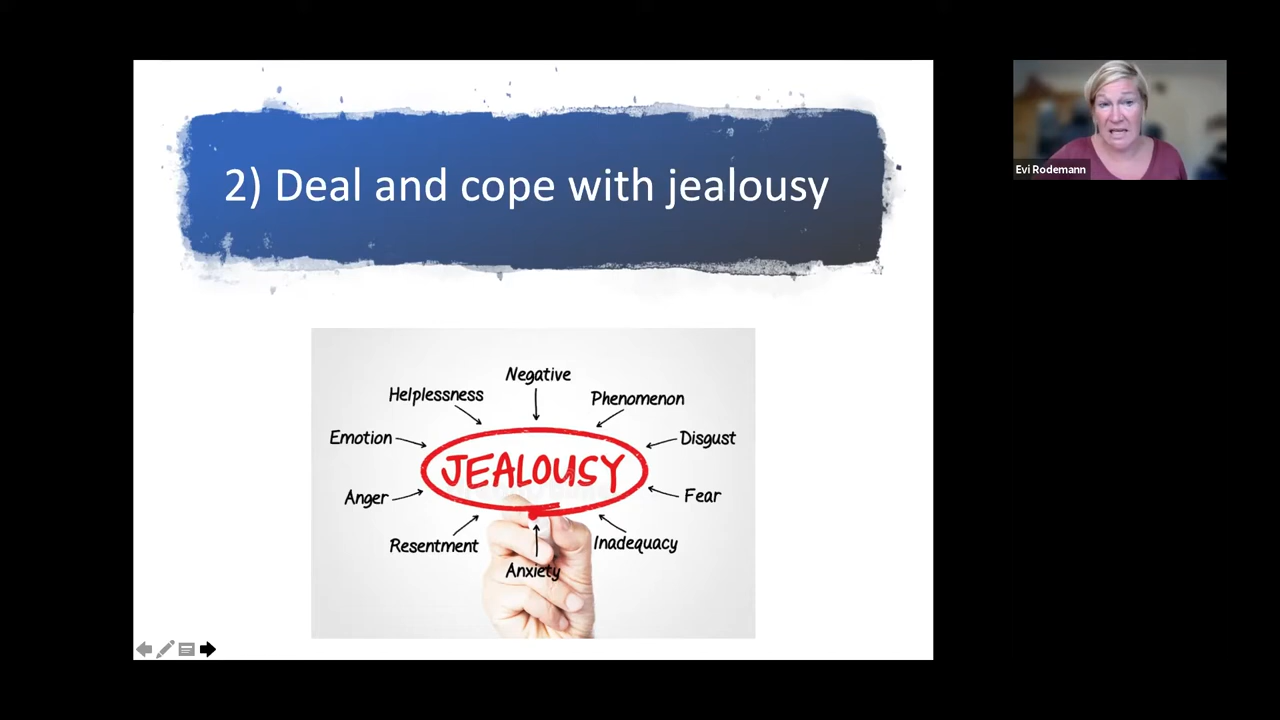 2) Deal and cope with jealousy
Evi Rodemann
Negative
Helplessness
Phenomenon
Emotion
Disgust
JEALOUSY
Anger
Fear
Resentment
Inadequacy
Anxiety